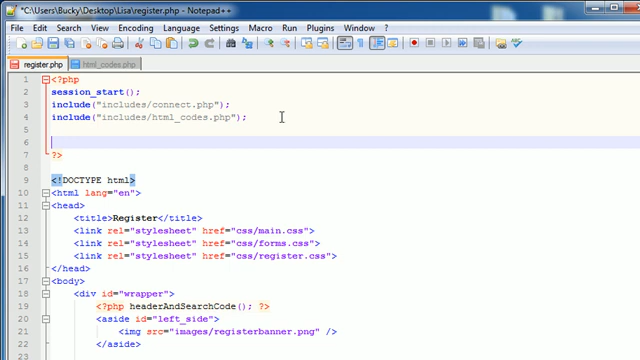 *C:\Users\Bucky\Desktop\Lisa\register.php - Notepad++
File Edit Search View Encoding Language Settings Macro Run Plugins Window ?
register.php html_codes.php
1 <?php
2 session_start();
3 include("includes/connect.php");
4 include("includes/html_codes.php");
5
6
7 ?>
8
9 <!DOCTYPE html>
10 <html lang="en">
11 <head>
12 <title>Register</title>
13 <link rel="stylesheet" href="css/main.css">
14 <link rel="stylesheet" href="css/forms.css">
15 <link rel="stylesheet" href="css/register.css">
16 </head>
17 <body>
18 <div id="wrapper">
19 <?php headerAndSearchCode(); ?>
20 <aside id="left_side">
21 <img src="images/registerbanner.png" />
22 </aside>